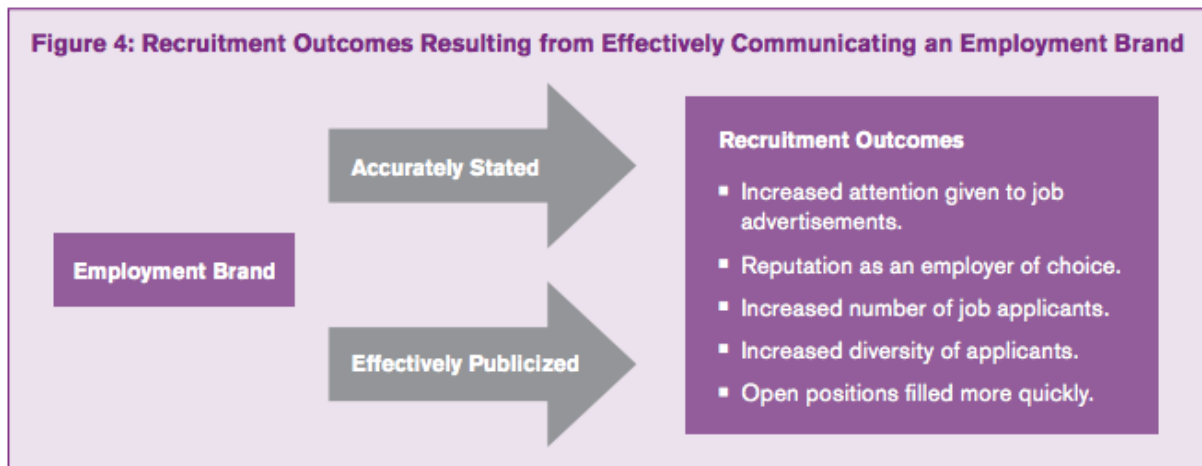 Figure 4: Recruitment Outcomes Resulting from Effectively Communicating an Employment Brand
Employment Brand
Accurately Stated
Effectively Publicized
Recruitment Outcomes
▪ Increased attention given to job
advertisements.
▪ Reputation as an employer of choice.
▪ Increased number of job applicants.
▪ Increased diversity of applicants.
▪ Open positions filled more quickly.